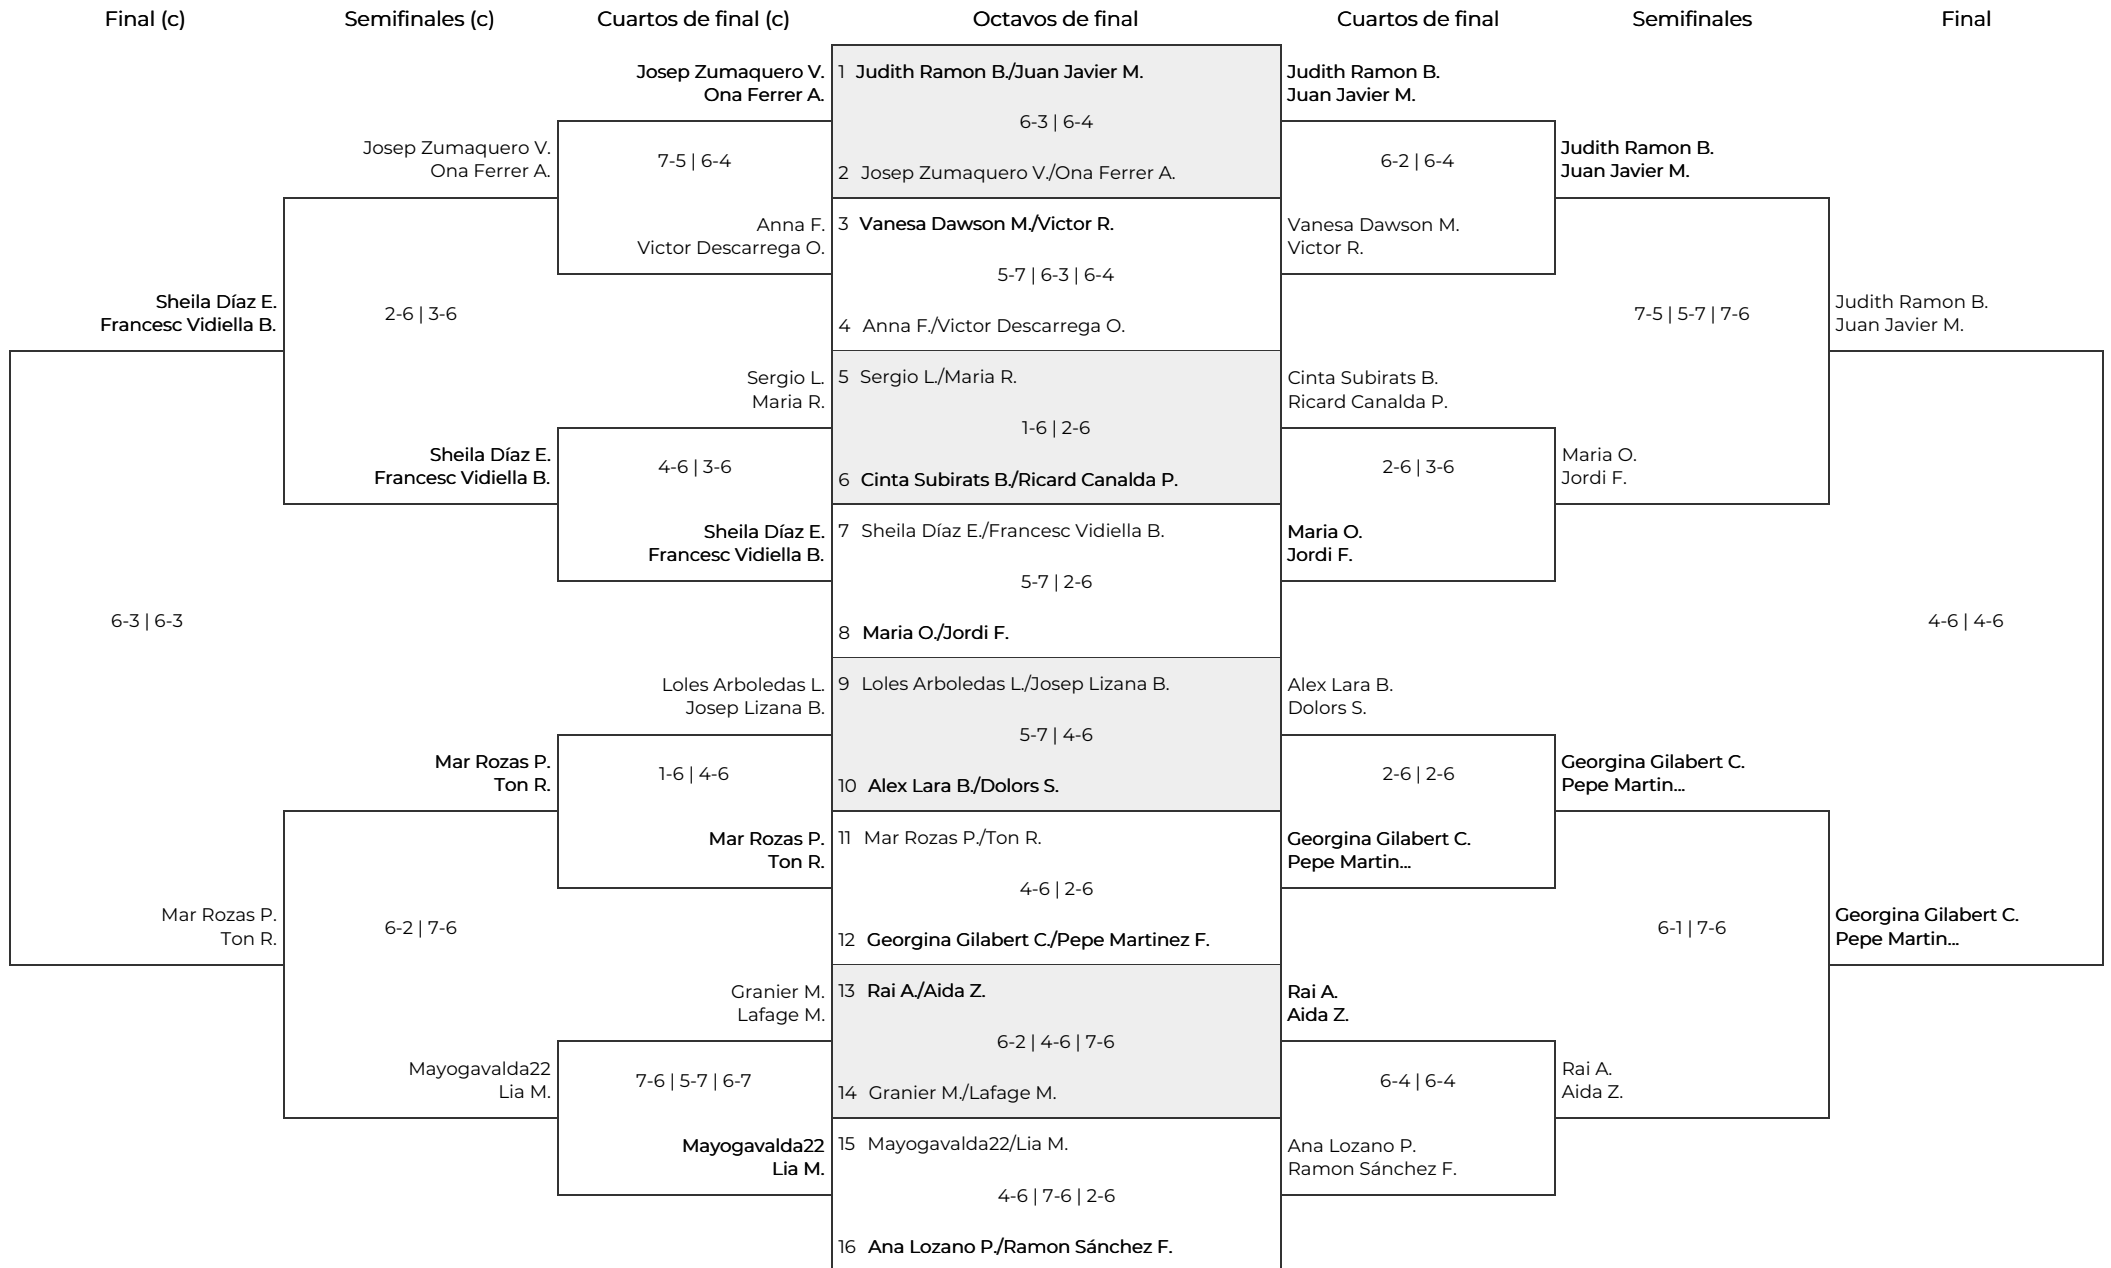 Final (c)
Semifinales (c)
Cuartos de final (c)
Octavos de final
Cuartos de final
Semifinales
Final
Sheila Díaz E.
Francesc Vidiella B.
6-3 | 6-3
Mar Rozas P.
Ton R.
Josep Zumaquero V.
Ona Ferrer A.
2-6 | 3-6
Sheila Díaz E.
Francesc Vidiella B.
Mar Rozas P.
Ton R.
6-2 | 7-6
Mayogavalda22
Lia M.
Josep Zumaquero V.
Ona Ferrer A.
7-5 | 6-4
Anna F.
Victor Descarrega O.
Sergio L.
Maria R.
4-6 | 3-6
Sheila Díaz E.
Francesc Vidiella B.
Loles Arboledas L.
Josep Lizana B.
1-6 | 4-6
Mar Rozas P.
Ton R.
Granier M.
Lafage M.
7-6 | 5-7 | 6-7
Mayogavalda22
Lia M.
1 Judith Ramon B./Juan Javier M.
6-3 | 6-4
2 Josep Zumaquero V./Ona Ferrer A.
3 Vanesa Dawson M./Victor R.
5-7 | 6-3 | 6-4
4 Anna F./Victor Descarrega O.
5 Sergio L./Maria R.
1-6 | 2-6
6 Cinta Subirats B./Ricard Canalda P.
7 Sheila Díaz E./Francesc Vidiella B.
5-7 | 2-6
8 Maria O./Jordi F.
9 Loles Arboledas L./Josep Lizana B.
5-7 | 4-6
10 Alex Lara B./Dolors S.
11 Mar Rozas P./Ton R.
4-6 | 2-6
12 Georgina Gilabert C./Pepe Martinez F.
13 Rai A./Aida Z.
6-2 | 4-6 | 7-6
14 Granier M./Lafage M.
15 Mayogavalda22/Lia M.
4-6 | 7-6 | 2-6
16 Ana Lozano P./Ramon Sánchez F.
Judith Ramon B.
Juan Javier M.
6-2 | 6-4
Vanesa Dawson M.
Victor R.
Cinta Subirats B.
Ricard Canalda P.
2-6 | 3-6
Maria O.
Jordi F.
Alex Lara B.
Dolors S.
2-6 | 2-6
Georgina Gilabert C.
Pepe Martin...
Rai A.
Aida Z.
6-4 | 6-4
Ana Lozano P.
Ramon Sánchez F.
Judith Ramon B.
Juan Javier M.
7-5 | 5-7 | 7-6
Maria O.
Jordi F.
Georgina Gilabert C.
Pepe Martin...
6-1 | 7-6
Rai A.
Aida Z.
Judith Ramon B.
Juan Javier M.
4-6 | 4-6
Georgina Gilabert C.
Pepe Martin...